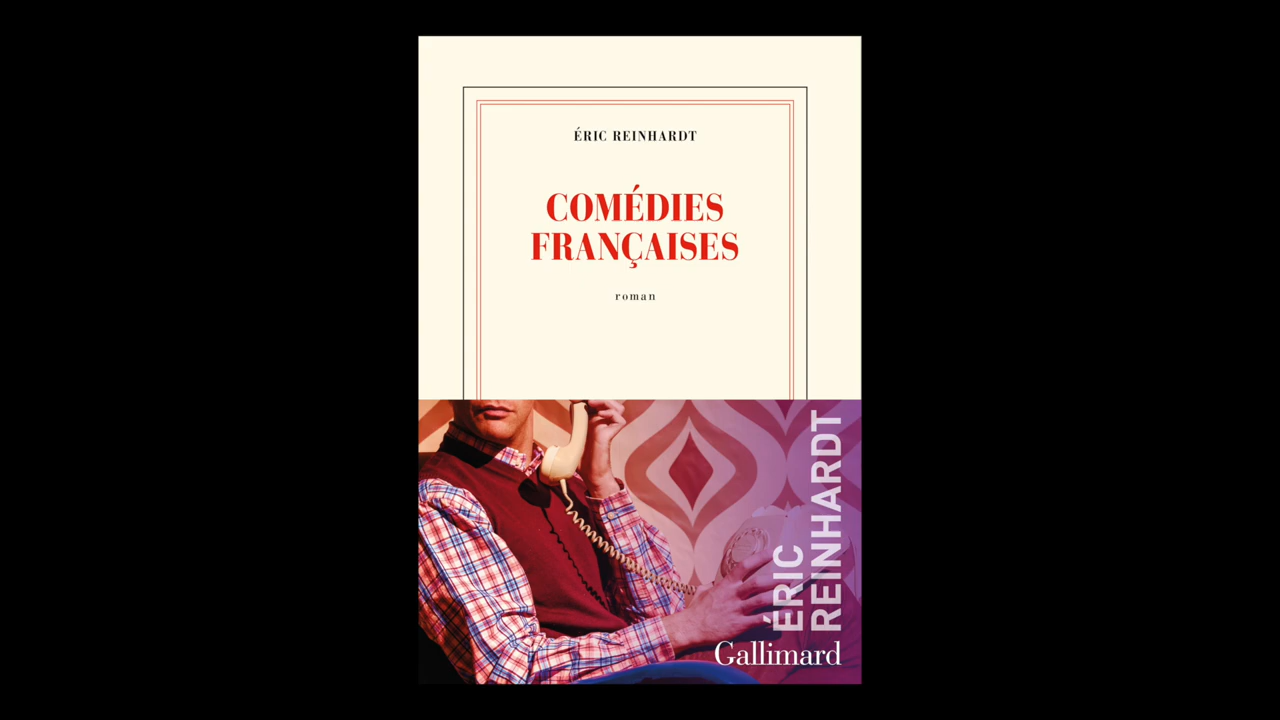 ÉRIC REINHARDT
COMÉDIES
FRANÇAISES
roman
ÉRIC
REINHARDT
Gallimard